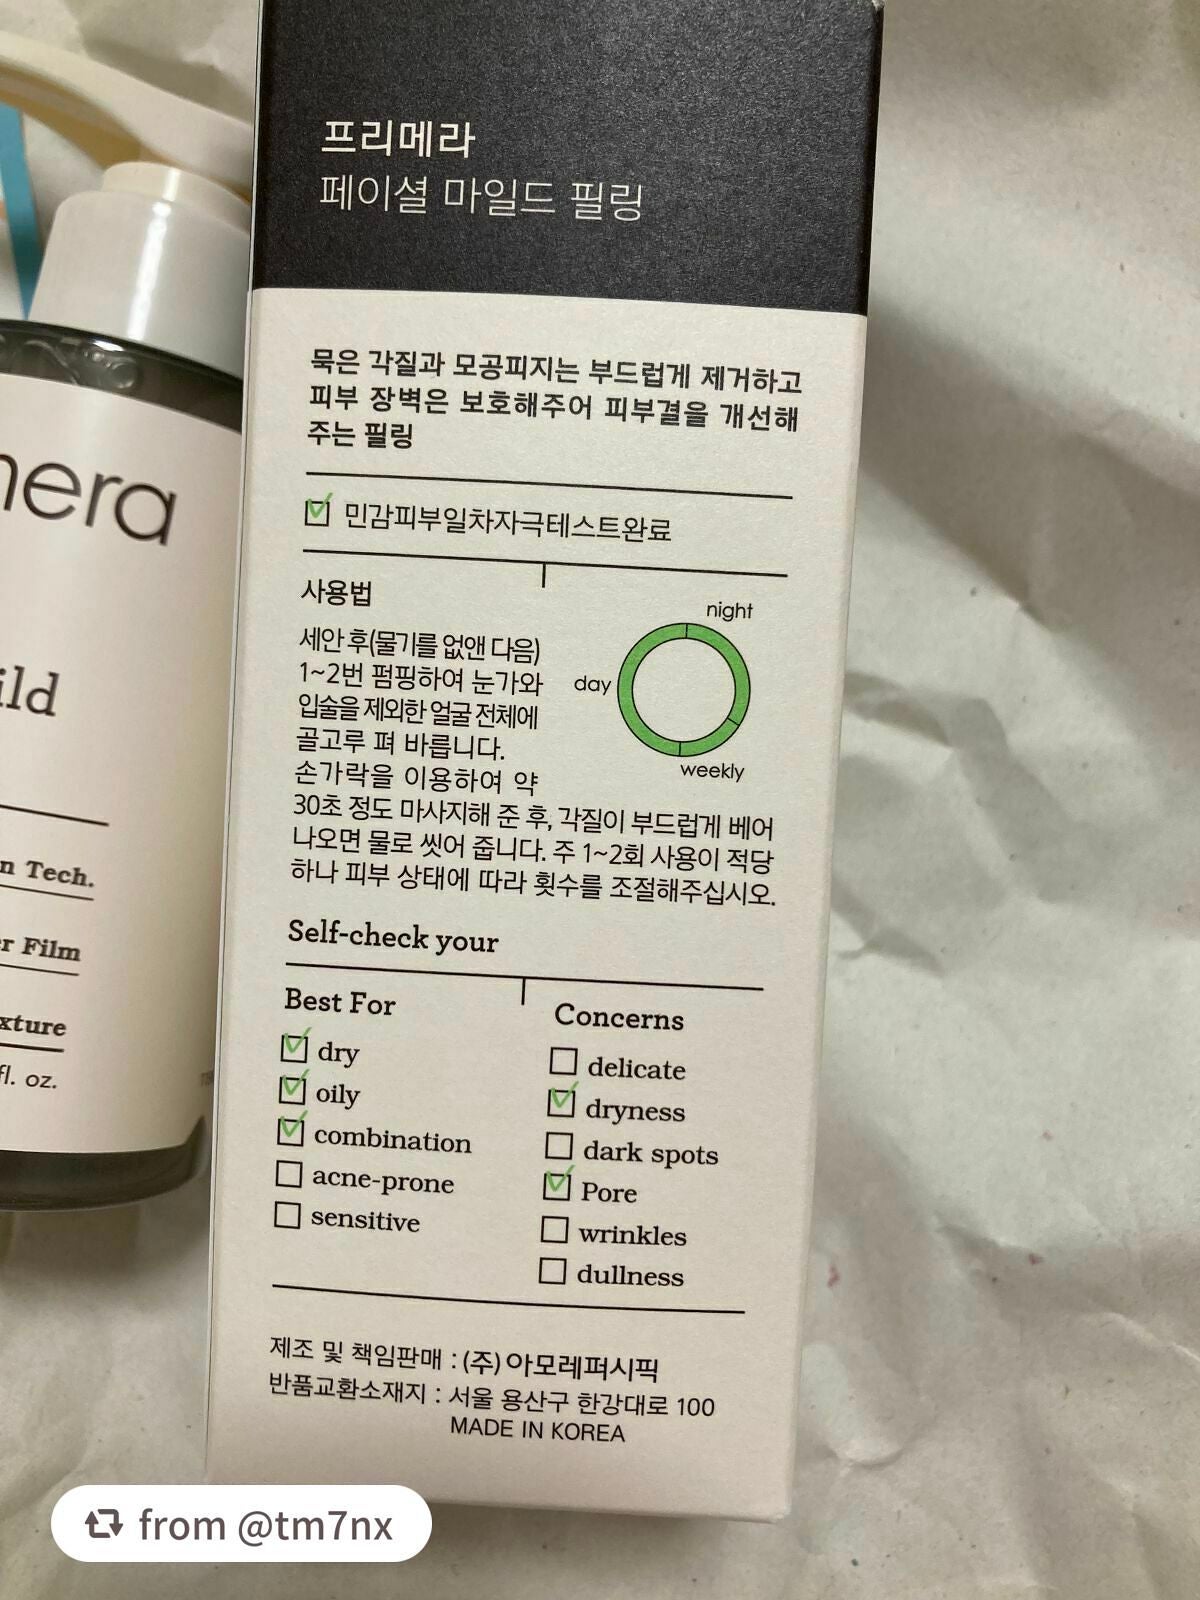 프리메라
페이셜 마일드 필링
묵은 각질과 모공피지는 부드럽게 제거하고
피부 장벽은 보호해주어 피부결을 개선해
주는 필링
민감피부일차자극테스트완료
사용법
세안 후(물기를 없앤 다음)
1~2번 펌핑하여 눈가와
입술을 제외한 얼굴 전체에
골고루 펴 바릅니다.
손가락을 이용하여 약
30초 정도 마사지해 준 후, 각질이 부드럽게 베어
나오면 물로 씻어 줍니다. 주 1~2회 사용이 적당
하나 피부 상태에 따라 횟수를 조절해주십시오.
night
day
weekly
Self-check your
Best For
dry
oily
combination
acne-prone
sensitive
Concerns
delicate
dryness
dark spots
Pore
wrinkles
dullness
제조 및 책임판매 : (주)아모레퍼시픽
반품교환소재지 : 서울 용산구 한강대로 100
MADE IN KOREA
mera
ild
n Tech.
r Film
xture
fl. oz.
from @tm7nx